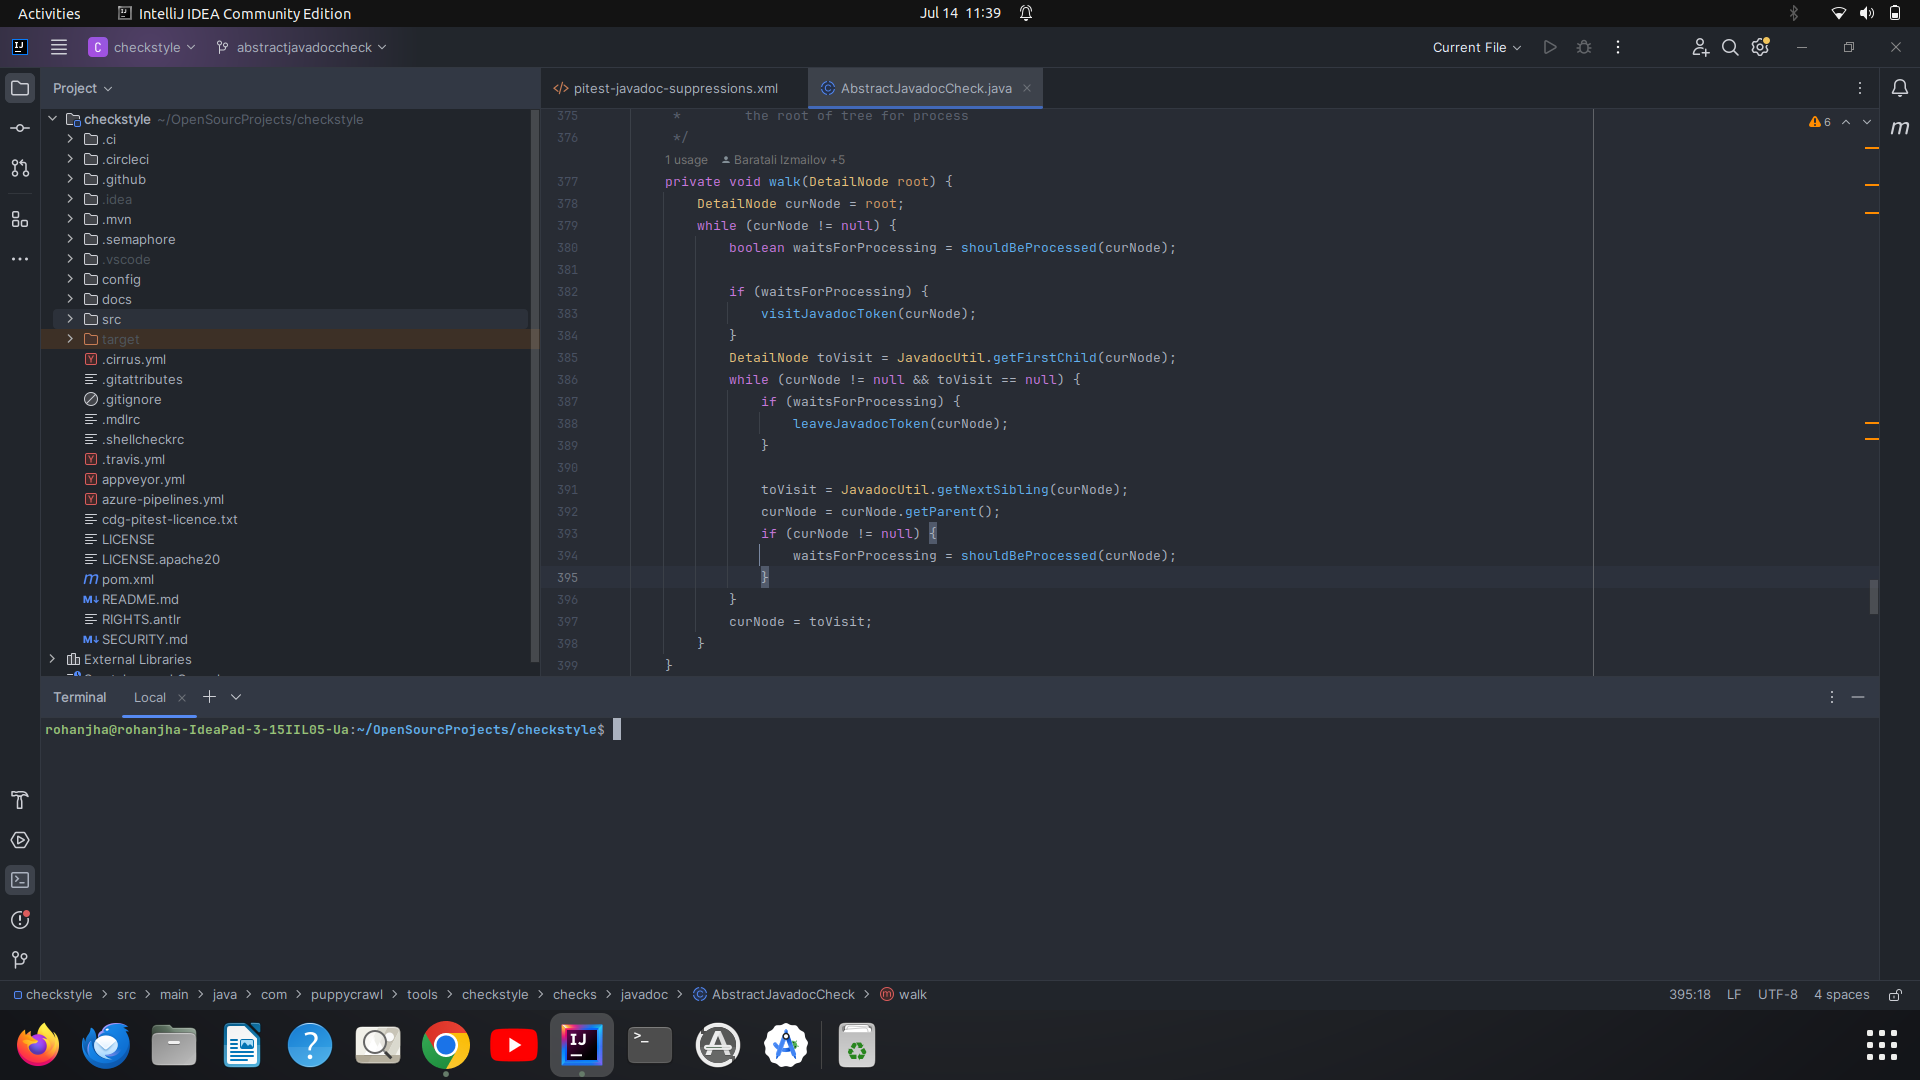 Activities
IntelliJ IDEA Community Edition
Jul 14 11:39
C checkstyle
abstractjavadoccheck
Current File
Project
pitest-javadoc-suppressions.xml
AbstractJavadocCheck.java
checkstyle ~/OpenSourcProjects/checkstyle
.ci
.circleci
.github
.idea
.mvn
.semaphore
.vscode
config
docs
src
target
.cirrus.yml
.gitattributes
.gitignore
.mdlrc
.shellcheckrc
.travis.yml
appveyor.yml
azure-pipelines.yml
cdg-pitest-licence.txt
LICENSE
LICENSE.apache20
pom.xml
README.md
RIGHTS.antlr
SECURITY.md
External Libraries
6
375 * the root of tree for process
376 */
1 usage Baratali Izmailov +5
377 private void walk(DetailNode root) {
378 DetailNode curNode = root;
379 while (curNode != null) {
380 boolean waitsForProcessing = shouldBeProcessed(curNode);
381
382 if (waitsForProcessing) {
383 visitJavadocToken(curNode);
384 }
385 DetailNode toVisit = JavadocUtil.getFirstChild(curNode);
386 while (curNode != null && toVisit == null) {
387 if (waitsForProcessing) {
388 leaveJavadocToken(curNode);
389 }
390
391 toVisit = JavadocUtil.getNextSibling(curNode);
392 curNode = curNode.getParent();
393 if (curNode != null) {
394 waitsForProcessing = shouldBeProcessed(curNode);
395 }
396 }
397 curNode = toVisit;
398 }
399 }
Terminal
Local
rohanjha@rohanjha-IdeaPad-3-15IIL05-Ua:~/OpenSourcProjects/checkstyle$
checkstyle > src > main > java > com > puppycrawl > tools > checkstyle > checks > javadoc > AbstractJavadocCheck > walk
395:18 LF UTF-8 4 spaces